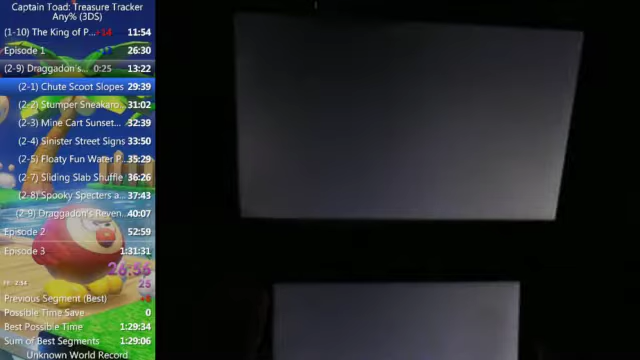 Captain Toad: Treasure Tracker
Any% (3DS)
(1-10) The King of P... +14 11:54
Episode 1 26:30
(2-9) Draggadon's... 0:25 13:22
(2-1) Chute Scoot Slopes 29:39
(2-2) Stumper Sneakaro... 31:02
(2-3) Mine Cart Sunset... 32:39
(2-4) Sinister Street Signs 33:50
(2-5) Floaty Fun Water P... 35:29
(2-7) Sliding Slab Shuffle 36:26
(2-8) Spooky Specters a... 37:43
(2-9) Draggadon's Reven... 40:07
Episode 2 52:59
Episode 3 1:31:31
26:56
25
Previous Segment (Best)
Possible Time Save 0
Best Possible Time 1:29:34
Sum of Best Segments 1:29:06
Unknown World Record